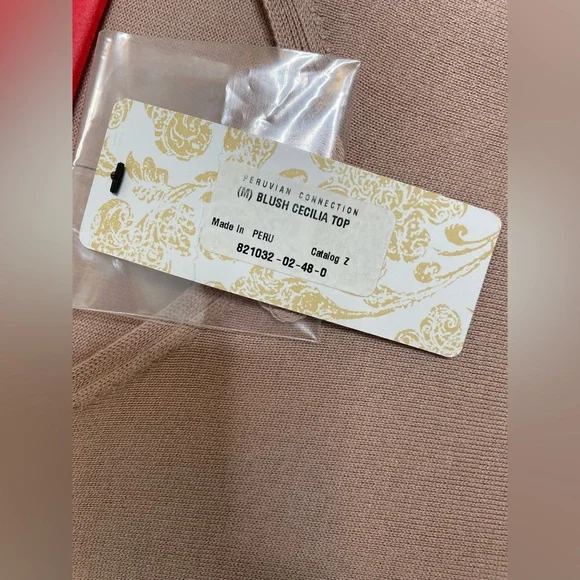 PERUVIAN CONNECTION
(M) BLUSH CECILIA TOP
Made in PERU Catalog Z
821032-02-48-0